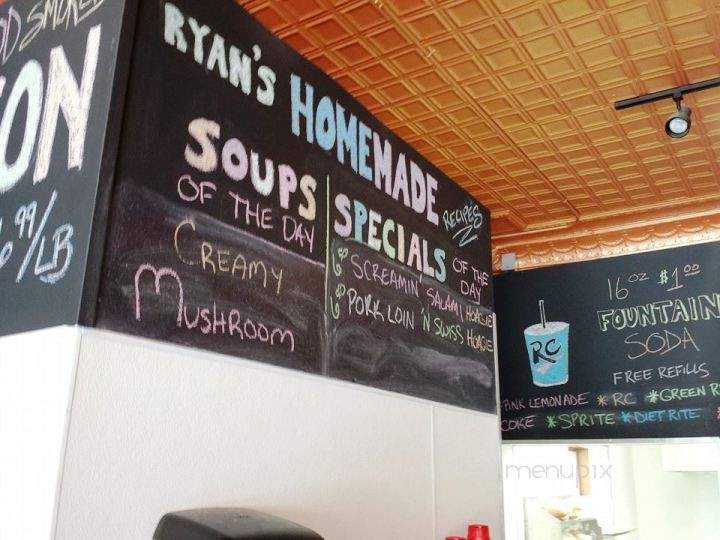 D SMOKED
ON
99/LB
RYAN'S HOMEMADE RECIPES
SOUPS
OF THE DAY
CREAMY
MUSHROOM
SPECIALS OF THE DAY
SCREAMIN' SALAMI HOAGIE
PORK LOIN 'N SWISS HOAGIE
16 OZ $1.00
FOUNTAIN
SODA
FREE REFILLS
PINK LEMONADE * RC * GREEN R
COKE * SPRITE * DIET RITE
RC
menupix